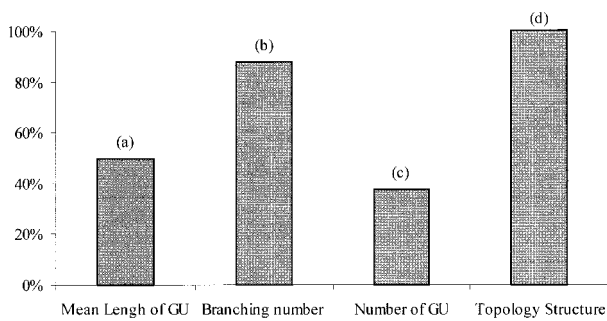 (d)
100%
(b)
80%
60%
(a)
(c)
40%
20%
0%
Mean Lengh of GU Branching number Number of GU Topology Structure